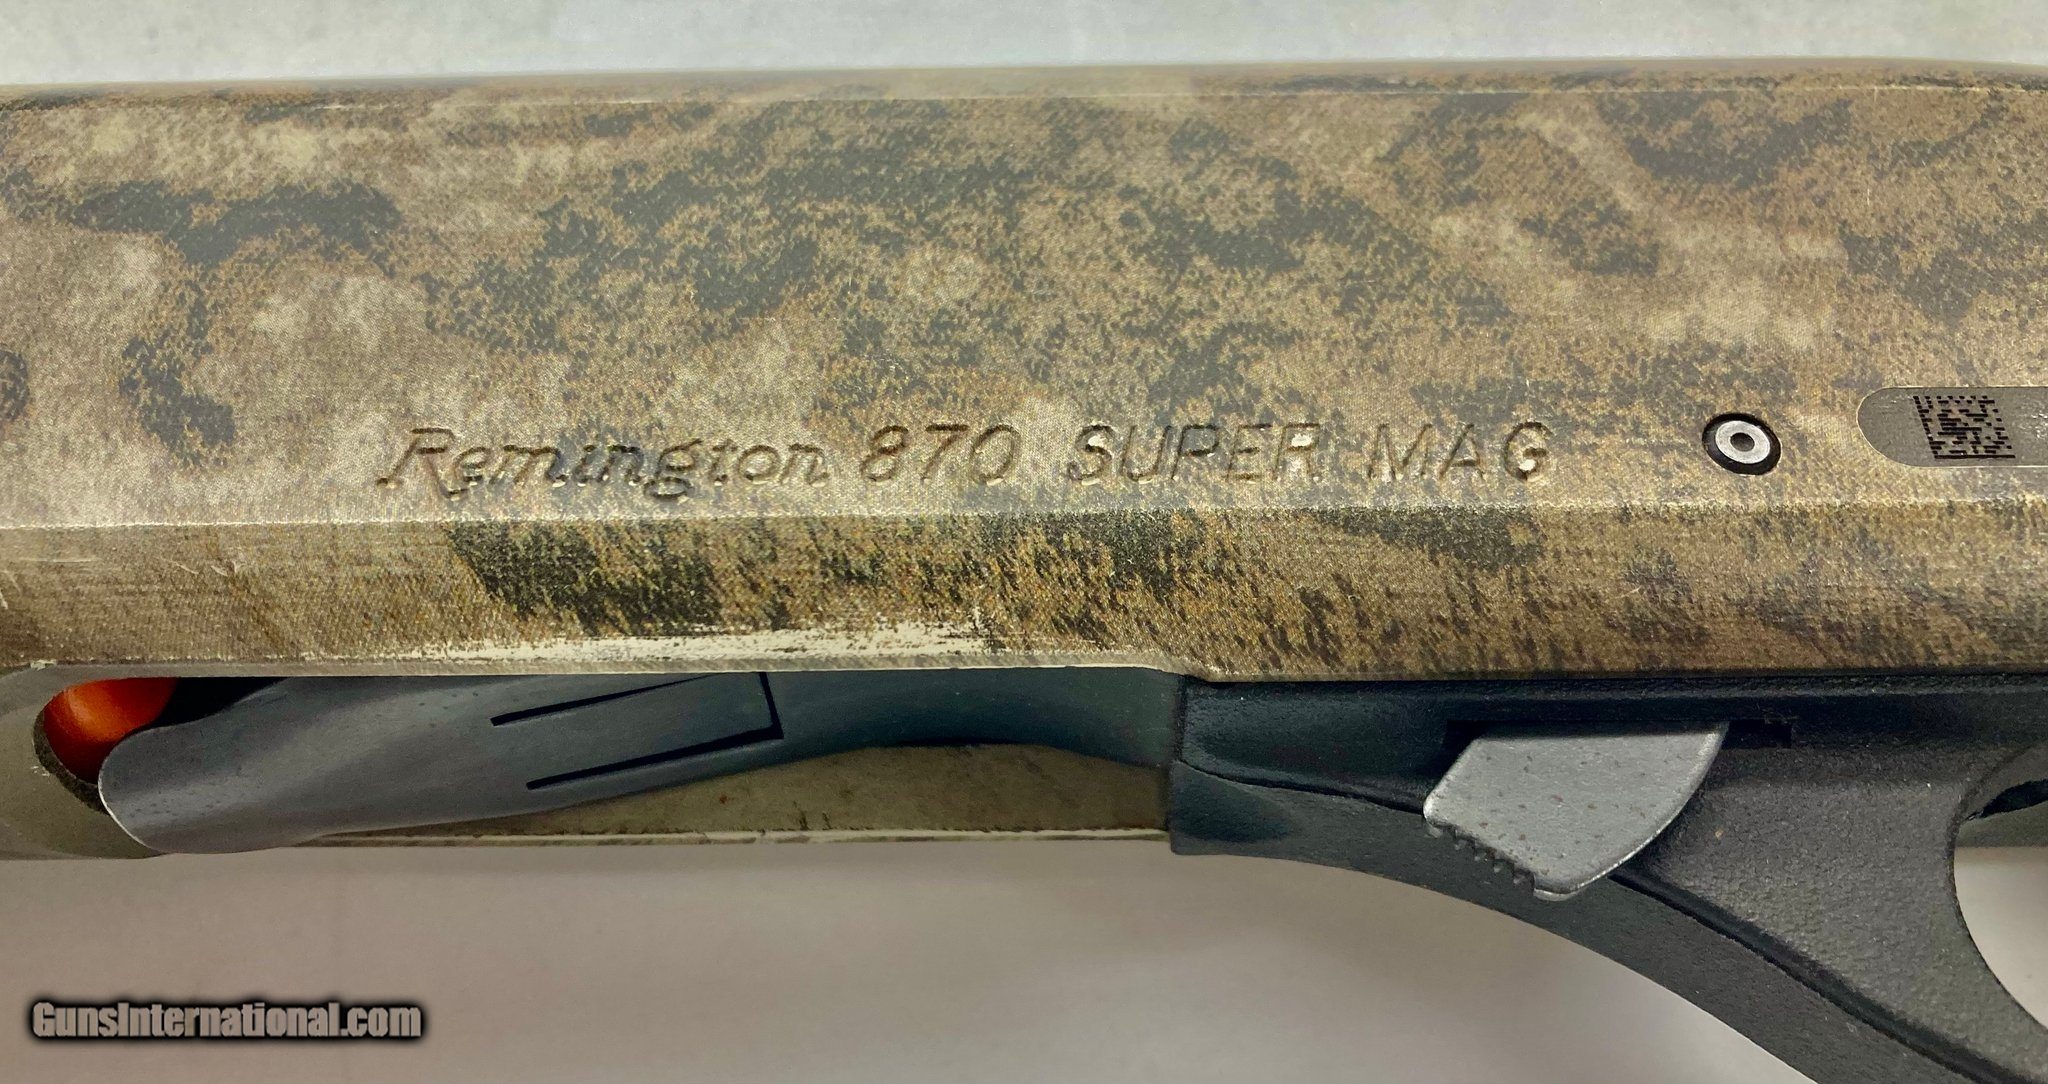 Remington 870 SUPER MAG
GunsInternational.com